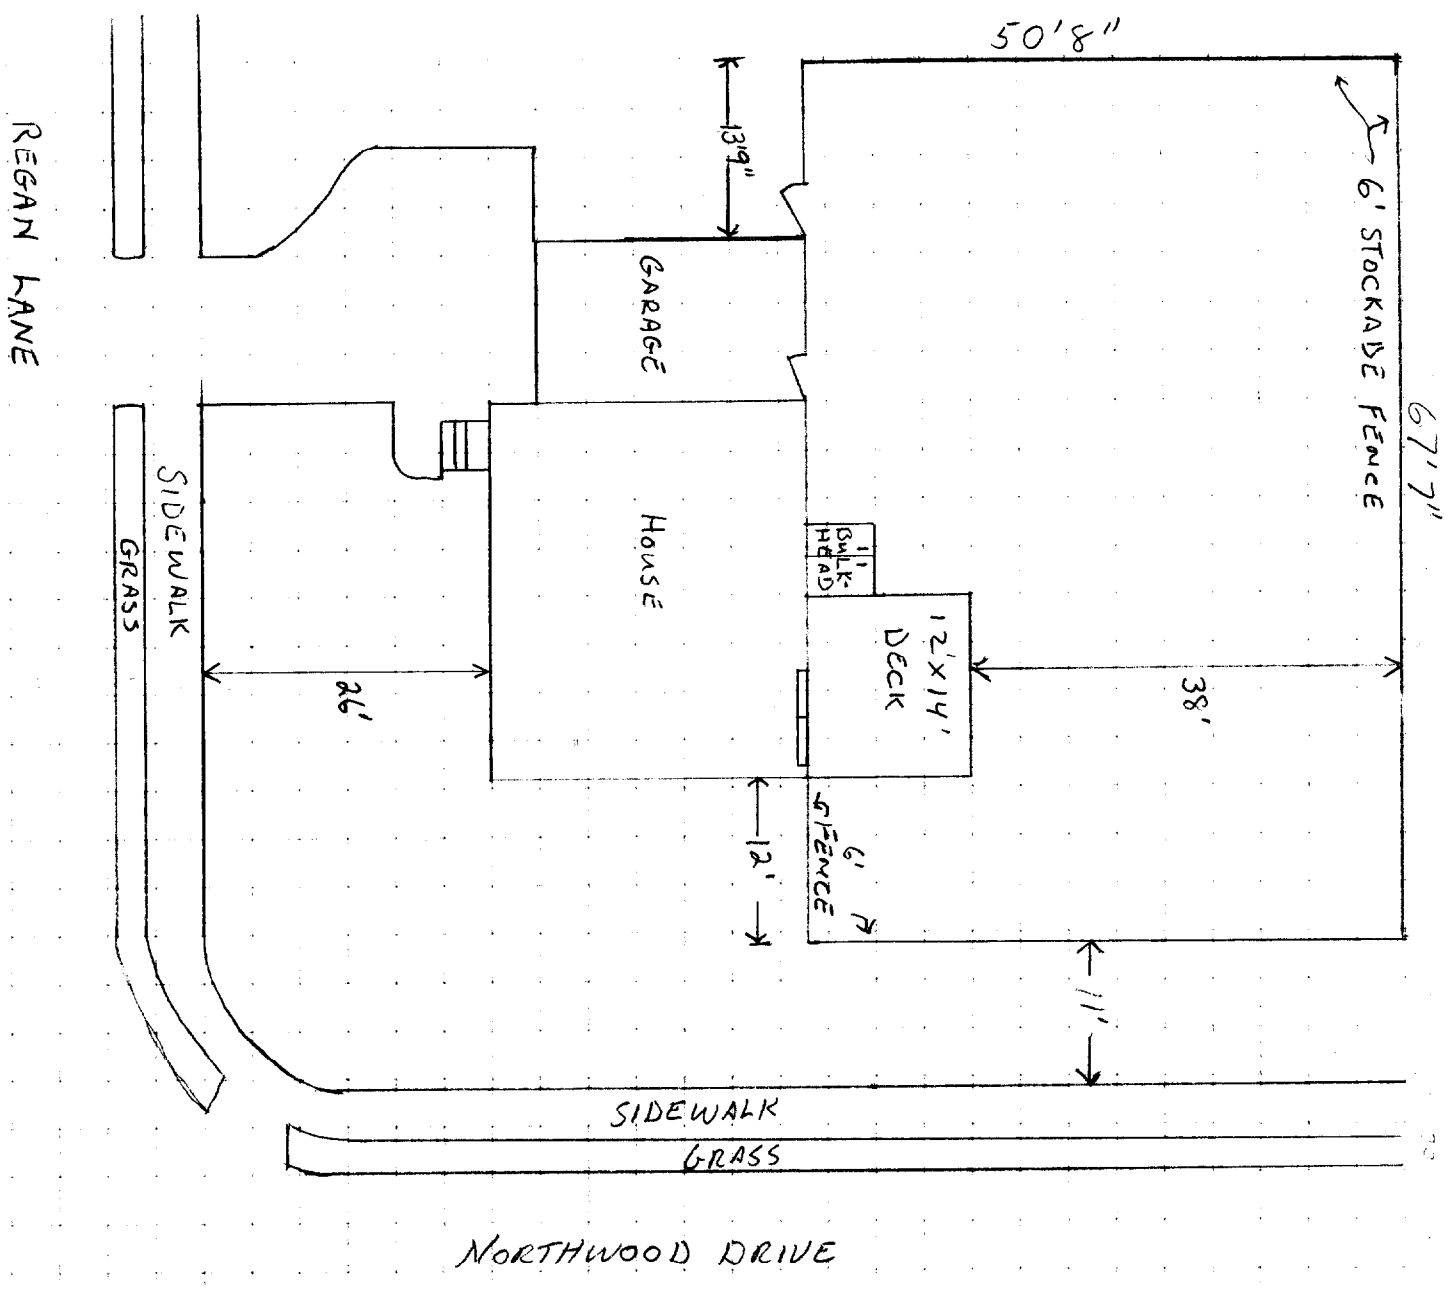 50'8"
13'9"
6' STOCKADE FENCE
67'7"
REGAN LANE
GARAGE
HOUSE
BULK-
HEAD
12' X 14'
DECK
38'
26'
SIDEWALK
GRASS
6'
FENCE
12'
11'
SIDEWALK
GRASS
NORTHWOOD DRIVE